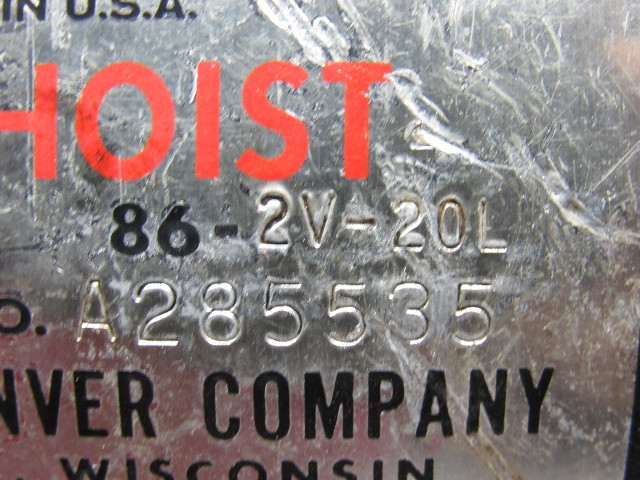 IN U.S.A.
HOIST
86-2V-20L
O. A285535
NVER COMPANY
. WISCONSIN